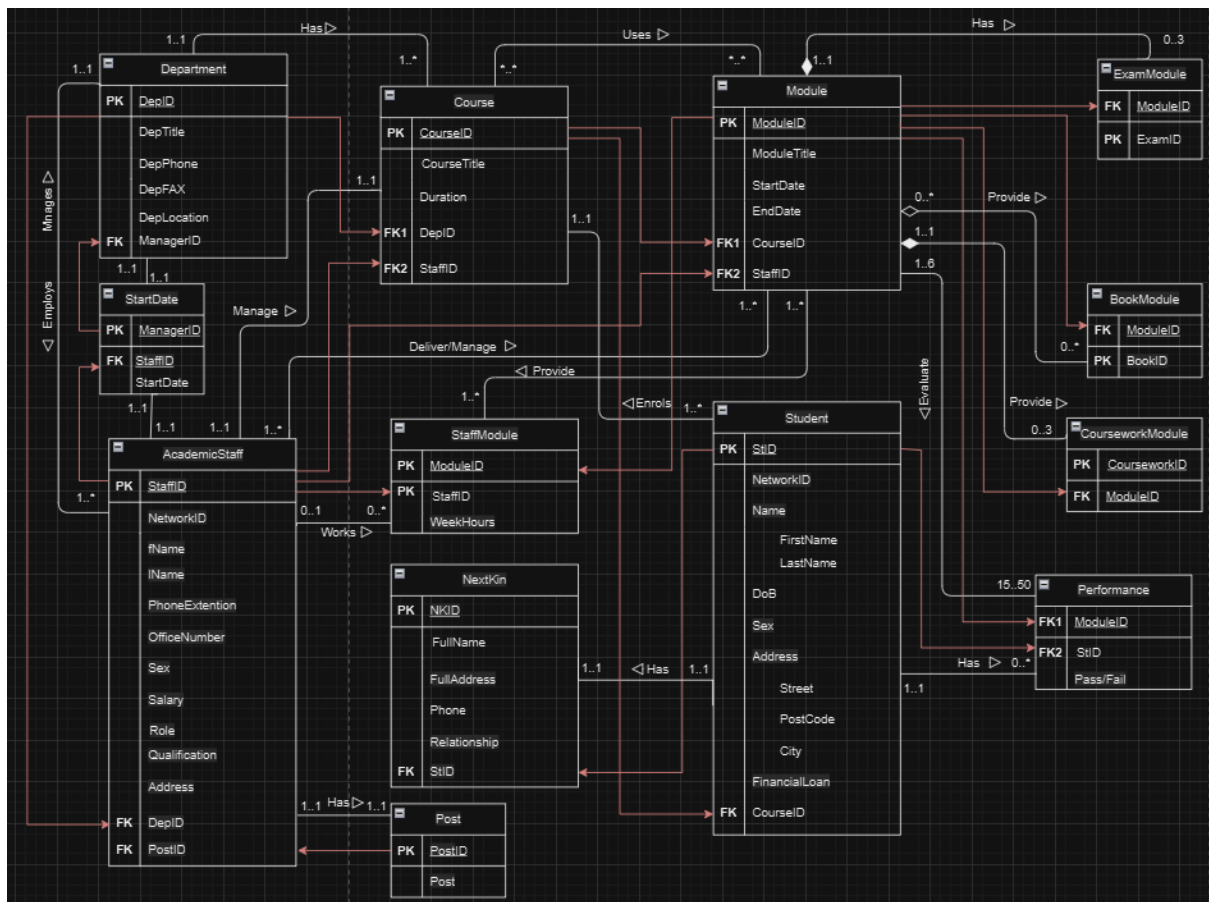 Has
1..1
1..*
Department
PK DepID
DepTitle
DepPhone
DepFAX
DepLocation
FK ManagerID
1..1
Mnages
Employs
1..*
1..1
1..1
StartDate
PK ManagerID
FK StaffID
StartDate
1..1
1..1
1..1
1..*
AcademicStaff
PK StaffID
NetworkID
fName
lName
PhoneExtention
OfficeNumber
Sex
Salary
Role
Qualification
Address
FK DepID
FK PostID
Course
PK CourseID
CourseTitle
Duration
FK1 DepID
FK2 StaffID
1..1
Manage
1..1
Uses
*..*
*..*
Module
PK ModuleID
ModuleTitle
StartDate
EndDate
FK1 CourseID
FK2 StaffID
1..*
1..*
Has
1..1
0..3
ExamModule
FK ModuleID
PK ExamID
0..*
Provide
1..1
1..6
BookModule
FK ModuleID
PK BookID
0..*
Deliver/Manage
Provide
1..*
Enrols
1..*
Evaluate
Provide
0..3
CourseworkModule
PK CourseworkID
FK ModuleID
StaffModule
PK ModuleID
PK StaffID
WeekHours
0..1
0..*
Works
NextKin
PK NKID
FullName
FullAddress
Phone
Relationship
FK StID
1..1
Has
1..1
Student
PK StID
NetworkID
Name
FirstName
LastName
DoB
Sex
Address
Street
PostCode
City
FinancialLoan
FK CourseID
15..50
Performance
FK1 ModuleID
FK2 StID
Pass/Fail
Has
0..*
1..1
1..1
Has
1..1
Post
PK PostID
Post